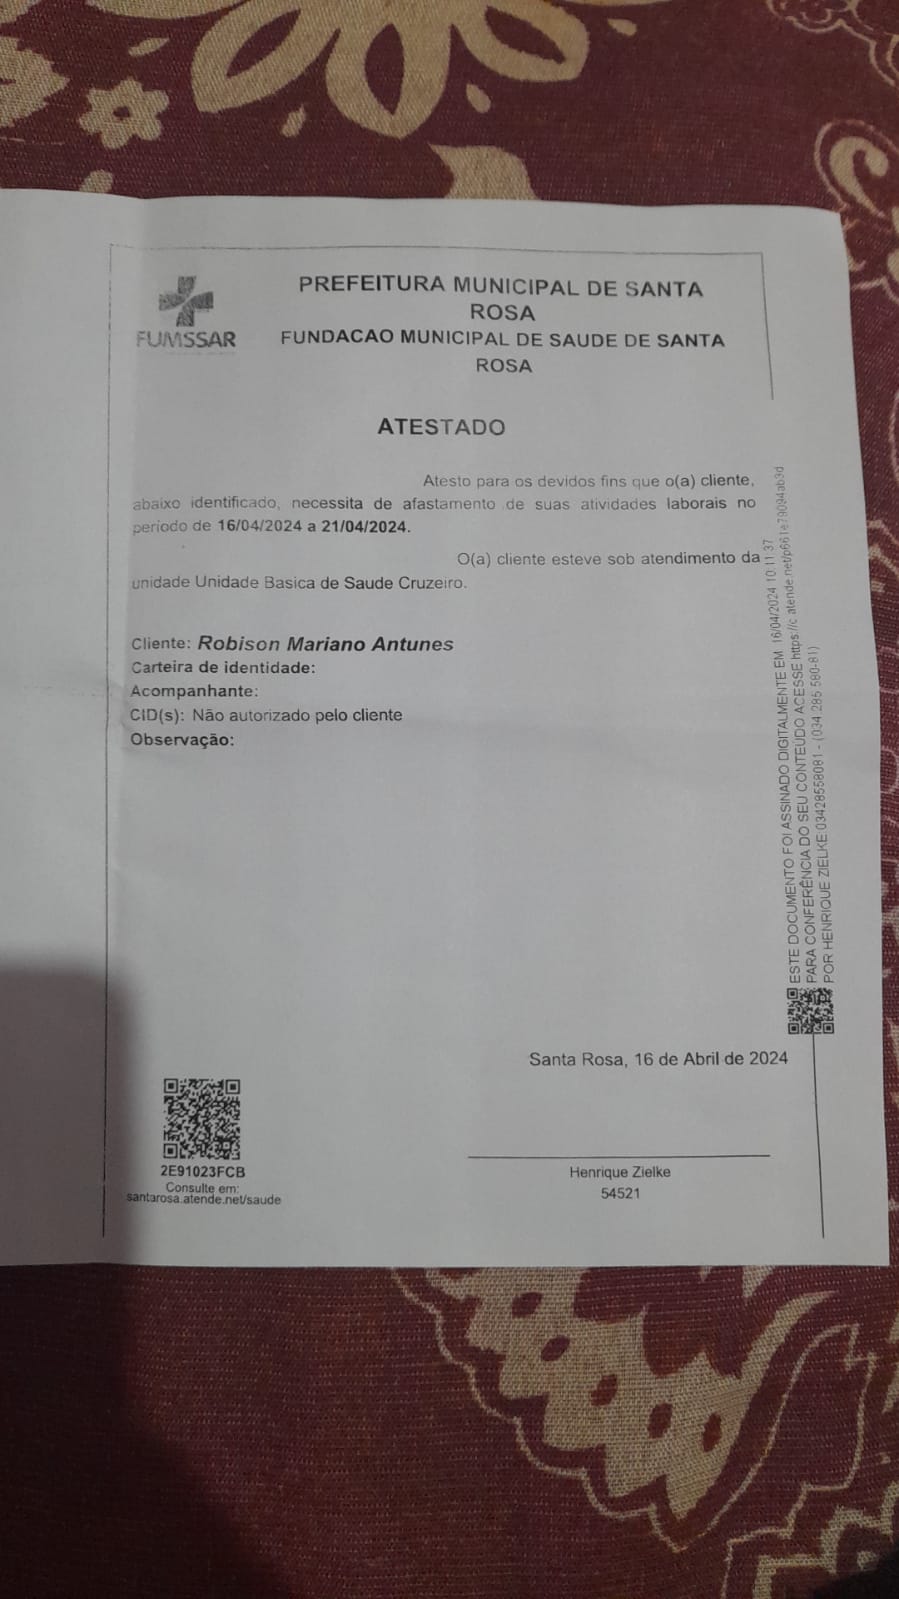 FUMSSAR
PREFEITURA MUNICIPAL DE SANTA
ROSA
FUNDACAO MUNICIPAL DE SAUDE DE SANTA
ROSA
ATESTADO
Atesto para os devidos fins que o(a) cliente,
abaixo identificado, necessita de afastamento de suas atividades laborais no
periodo de 16/04/2024 a 21/04/2024.
O(a) cliente esteve sob atendimento da
unidade Unidade Basica de Saude Cruzeiro.
Cliente: Robison Mariano Antunes
Carteira de identidade:
Acompanhante:
CID(s): Não autorizado pelo cliente
Observação:
Santa Rosa, 16 de Abril de 2024
Henrique Zielke
54521
2E91023FCB
Consulte em:
santarosa.atende.net/saude
ESTE DOCUMENTO FOI ASSINADO DIGITALMENTE EM 16/04/2024 10:11:37
PARA CONFERÊNCIA DO SEU CONTEÚDO ACESSE https://c.atende.net/p661e79094ab3d
POR HENRIQUE ZIELKE:03428558081 - (034.285.580-81)